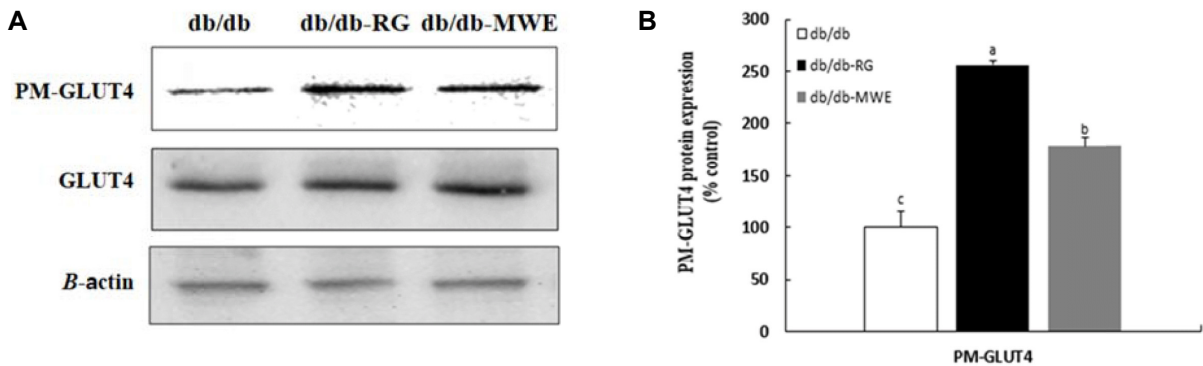 A
db/db db/db-RG db/db-MWE
PM-GLUT4
GLUT4
B-actin
B
db/db
db/db-RG
db/db-MWE
PM-GLUT4 protein expression
(% control)
300
250
200
150
100
50
0
c
a
b
PM-GLUT4